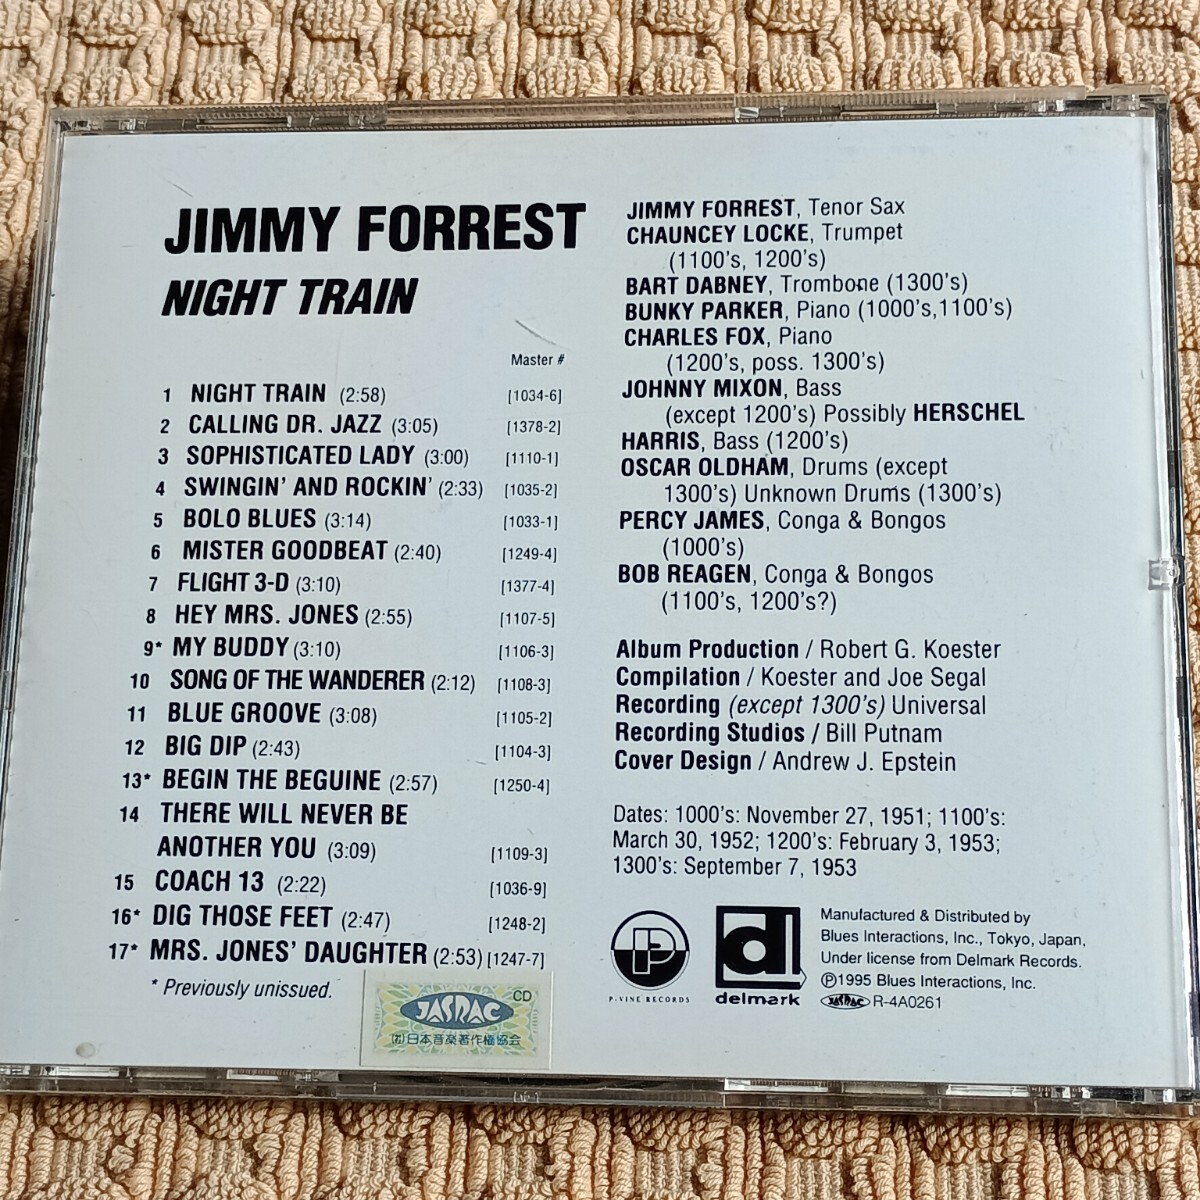 JIMMY FORREST
NIGHT TRAIN
Master #
1 NIGHT TRAIN (2:58) [1034-6]
2 CALLING DR. JAZZ (3:05) [1378-2]
3 SOPHISTICATED LADY (3:00) [1110-1]
4 SWINGIN' AND ROCKIN' (2:33) [1035-2]
5 BOLO BLUES (3:14) [1033-1]
6 MISTER GOODBEAT (2:40) [1249-4]
7 FLIGHT 3-D (3:10) [1377-4]
8 HEY MRS. JONES (2:55) [1107-5]
9* MY BUDDY (3:10) [1106-3]
10 SONG OF THE WANDERER (2:12) [1108-3]
11 BLUE GROOVE (3:08) [1105-2]
12 BIG DIP (2:43) [1104-3]
13* BEGIN THE BEGUINE (2:57) [1250-4]
14 THERE WILL NEVER BE
ANOTHER YOU (3:09) [1109-3]
15 COACH 13 (2:22) [1036-9]
16* DIG THOSE FEET (2:47) [1248-2]
17* MRS. JONES' DAUGHTER (2:53) [1247-7]
* Previously unissued.
CD
JASRAC
(社)日本音楽著作権協会
JIMMY FORREST, Tenor Sax
CHAUNCEY LOCKE, Trumpet
(1100's, 1200's)
BART DABNEY, Trombone (1300's)
BUNKY PARKER, Piano (1000's,1100's)
CHARLES FOX, Piano
(1200's, poss. 1300's)
JOHNNY MIXON, Bass
(except 1200's) Possibly HERSCHEL
HARRIS, Bass (1200's)
OSCAR OLDHAM, Drums (except
1300's) Unknown Drums (1300's)
PERCY JAMES, Conga & Bongos
(1000's)
BOB REAGEN, Conga & Bongos
(1100's, 1200's?)
Album Production / Robert G. Koester
Compilation / Koester and Joe Segal
Recording (except 1300's) Universal
Recording Studios / Bill Putnam
Cover Design / Andrew J. Epstein
Dates: 1000's: November 27, 1951; 1100's:
March 30, 1952; 1200's: February 3, 1953;
1300's: September 7, 1953
P
P-VINE RECORDS
d
delmark
Manufactured & Distributed by
Blues Interactions, Inc., Tokyo, Japan,
Under license from Delmark Records.
℗1995 Blues Interactions, Inc.
JASRAC R-4A0261